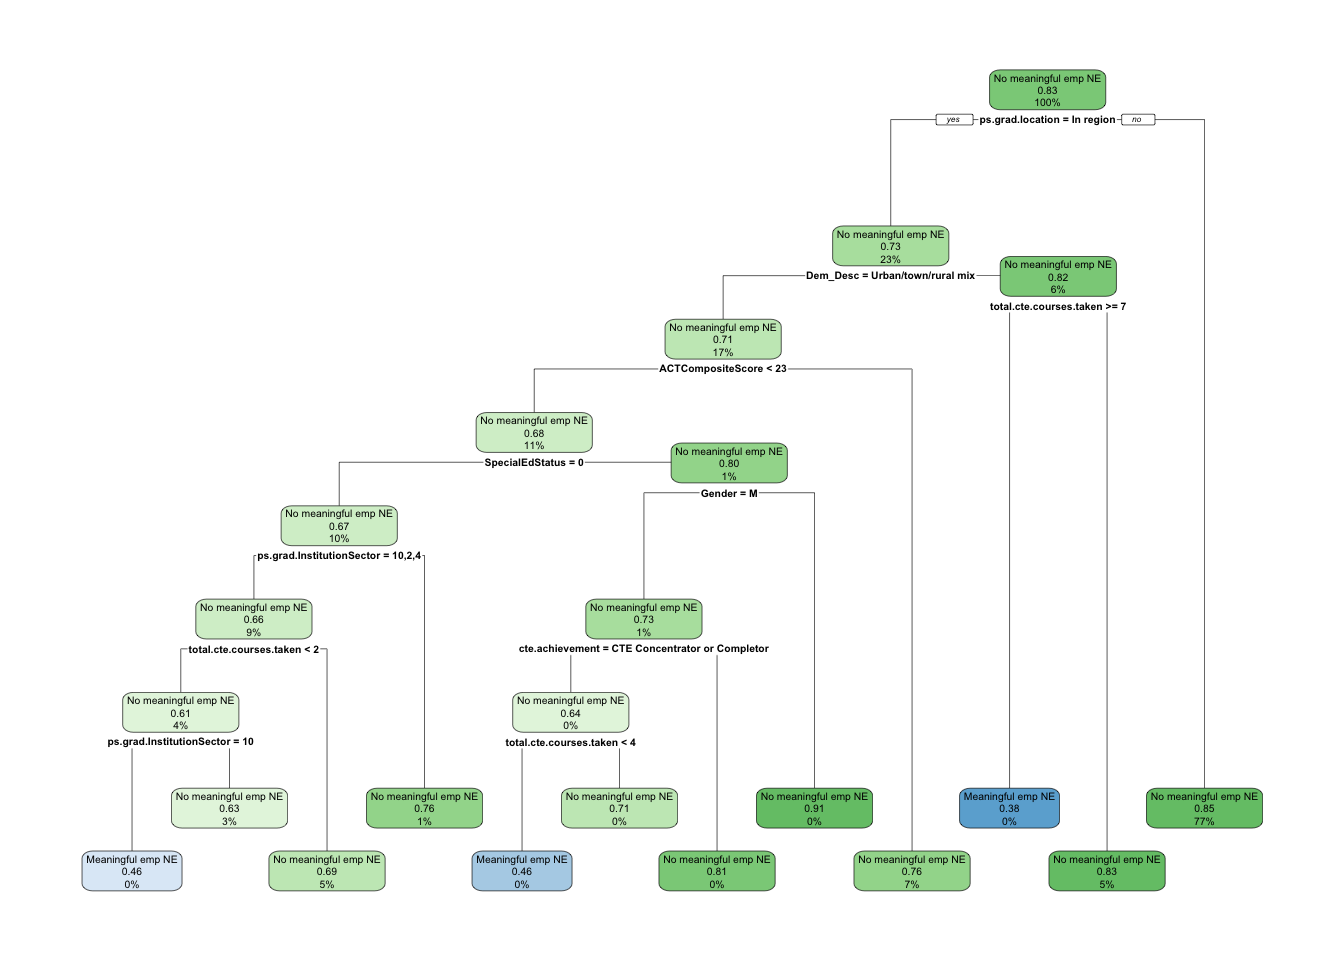 No meaningful emp NE
0.83
100%
yes
ps.grad.location = In region
no
No meaningful emp NE
0.73
23%
Dem_Desc = Urban/town/rural mix
No meaningful emp NE
0.82
6%
total.cte.courses.taken >= 7
No meaningful emp NE
0.71
17%
ACTCompositeScore < 23
No meaningful emp NE
0.68
11%
SpecialEdStatus = 0
No meaningful emp NE
0.80
1%
Gender = M
No meaningful emp NE
0.67
10%
ps.grad.InstitutionSector = 10,2,4
No meaningful emp NE
0.66
9%
total.cte.courses.taken < 2
No meaningful emp NE
0.73
1%
cte.achievement = CTE Concentrator or Completor
No meaningful emp NE
0.61
4%
ps.grad.InstitutionSector = 10
No meaningful emp NE
0.64
0%
total.cte.courses.taken < 4
No meaningful emp NE
0.63
3%
No meaningful emp NE
0.76
1%
No meaningful emp NE
0.71
0%
No meaningful emp NE
0.91
0%
Meaningful emp NE
0.38
0%
No meaningful emp NE
0.85
77%
Meaningful emp NE
0.46
0%
No meaningful emp NE
0.69
5%
Meaningful emp NE
0.46
0%
No meaningful emp NE
0.81
0%
No meaningful emp NE
0.76
7%
No meaningful emp NE
0.83
5%